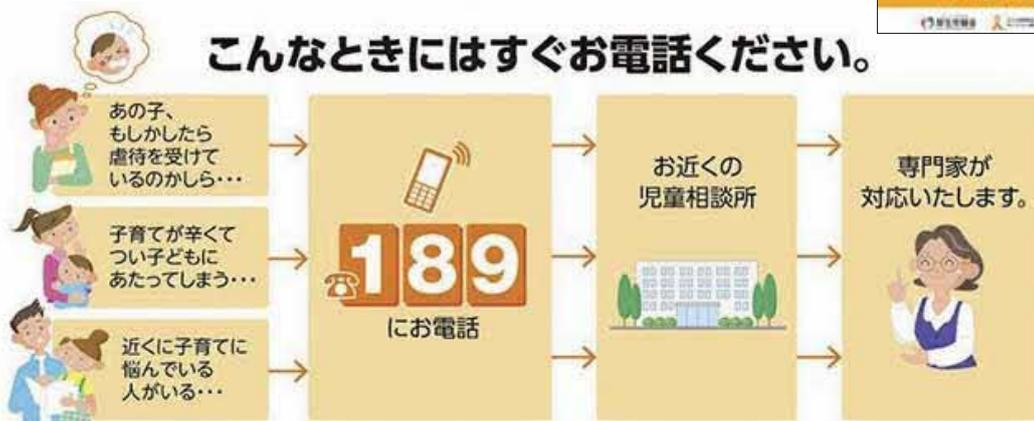 こんなときにはすぐお電話ください。
あの子、
もしかしたら
虐待を受けて
いるのかしら・・・
子育てが辛くて
つい子どもに
あたってしまう・・・
近くに子育てに
悩んでいる
人がいる・・・
189
にお電話
お近くの
児童相談所
専門家が
対応いたします。
厚生労働省